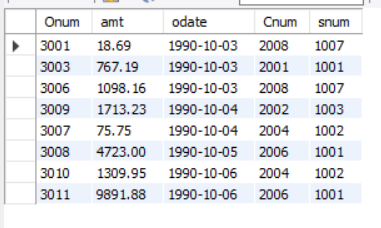 Onum amt odate Cnum snum
3001 18.69 1990-10-03 2008 1007
3003 767.19 1990-10-03 2001 1001
3006 1098.16 1990-10-03 2008 1007
3009 1713.23 1990-10-04 2002 1003
3007 75.75 1990-10-04 2004 1002
3008 4723.00 1990-10-05 2006 1001
3010 1309.95 1990-10-06 2004 1002
3011 9891.88 1990-10-06 2006 1001